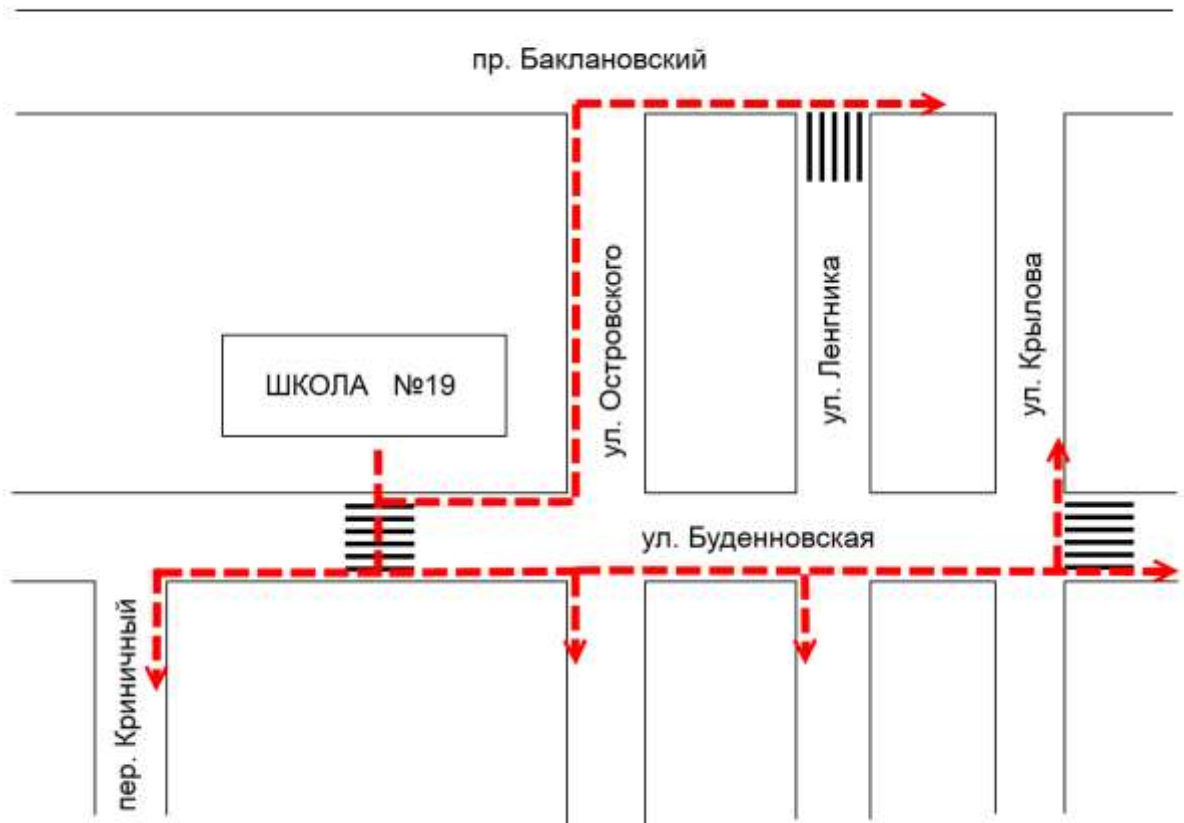 пр. Баклановский
ул. Островского
ул. Ленгника
ул. Крылова
ШКОЛА №19
ул. Буденновская
пер. Криничный